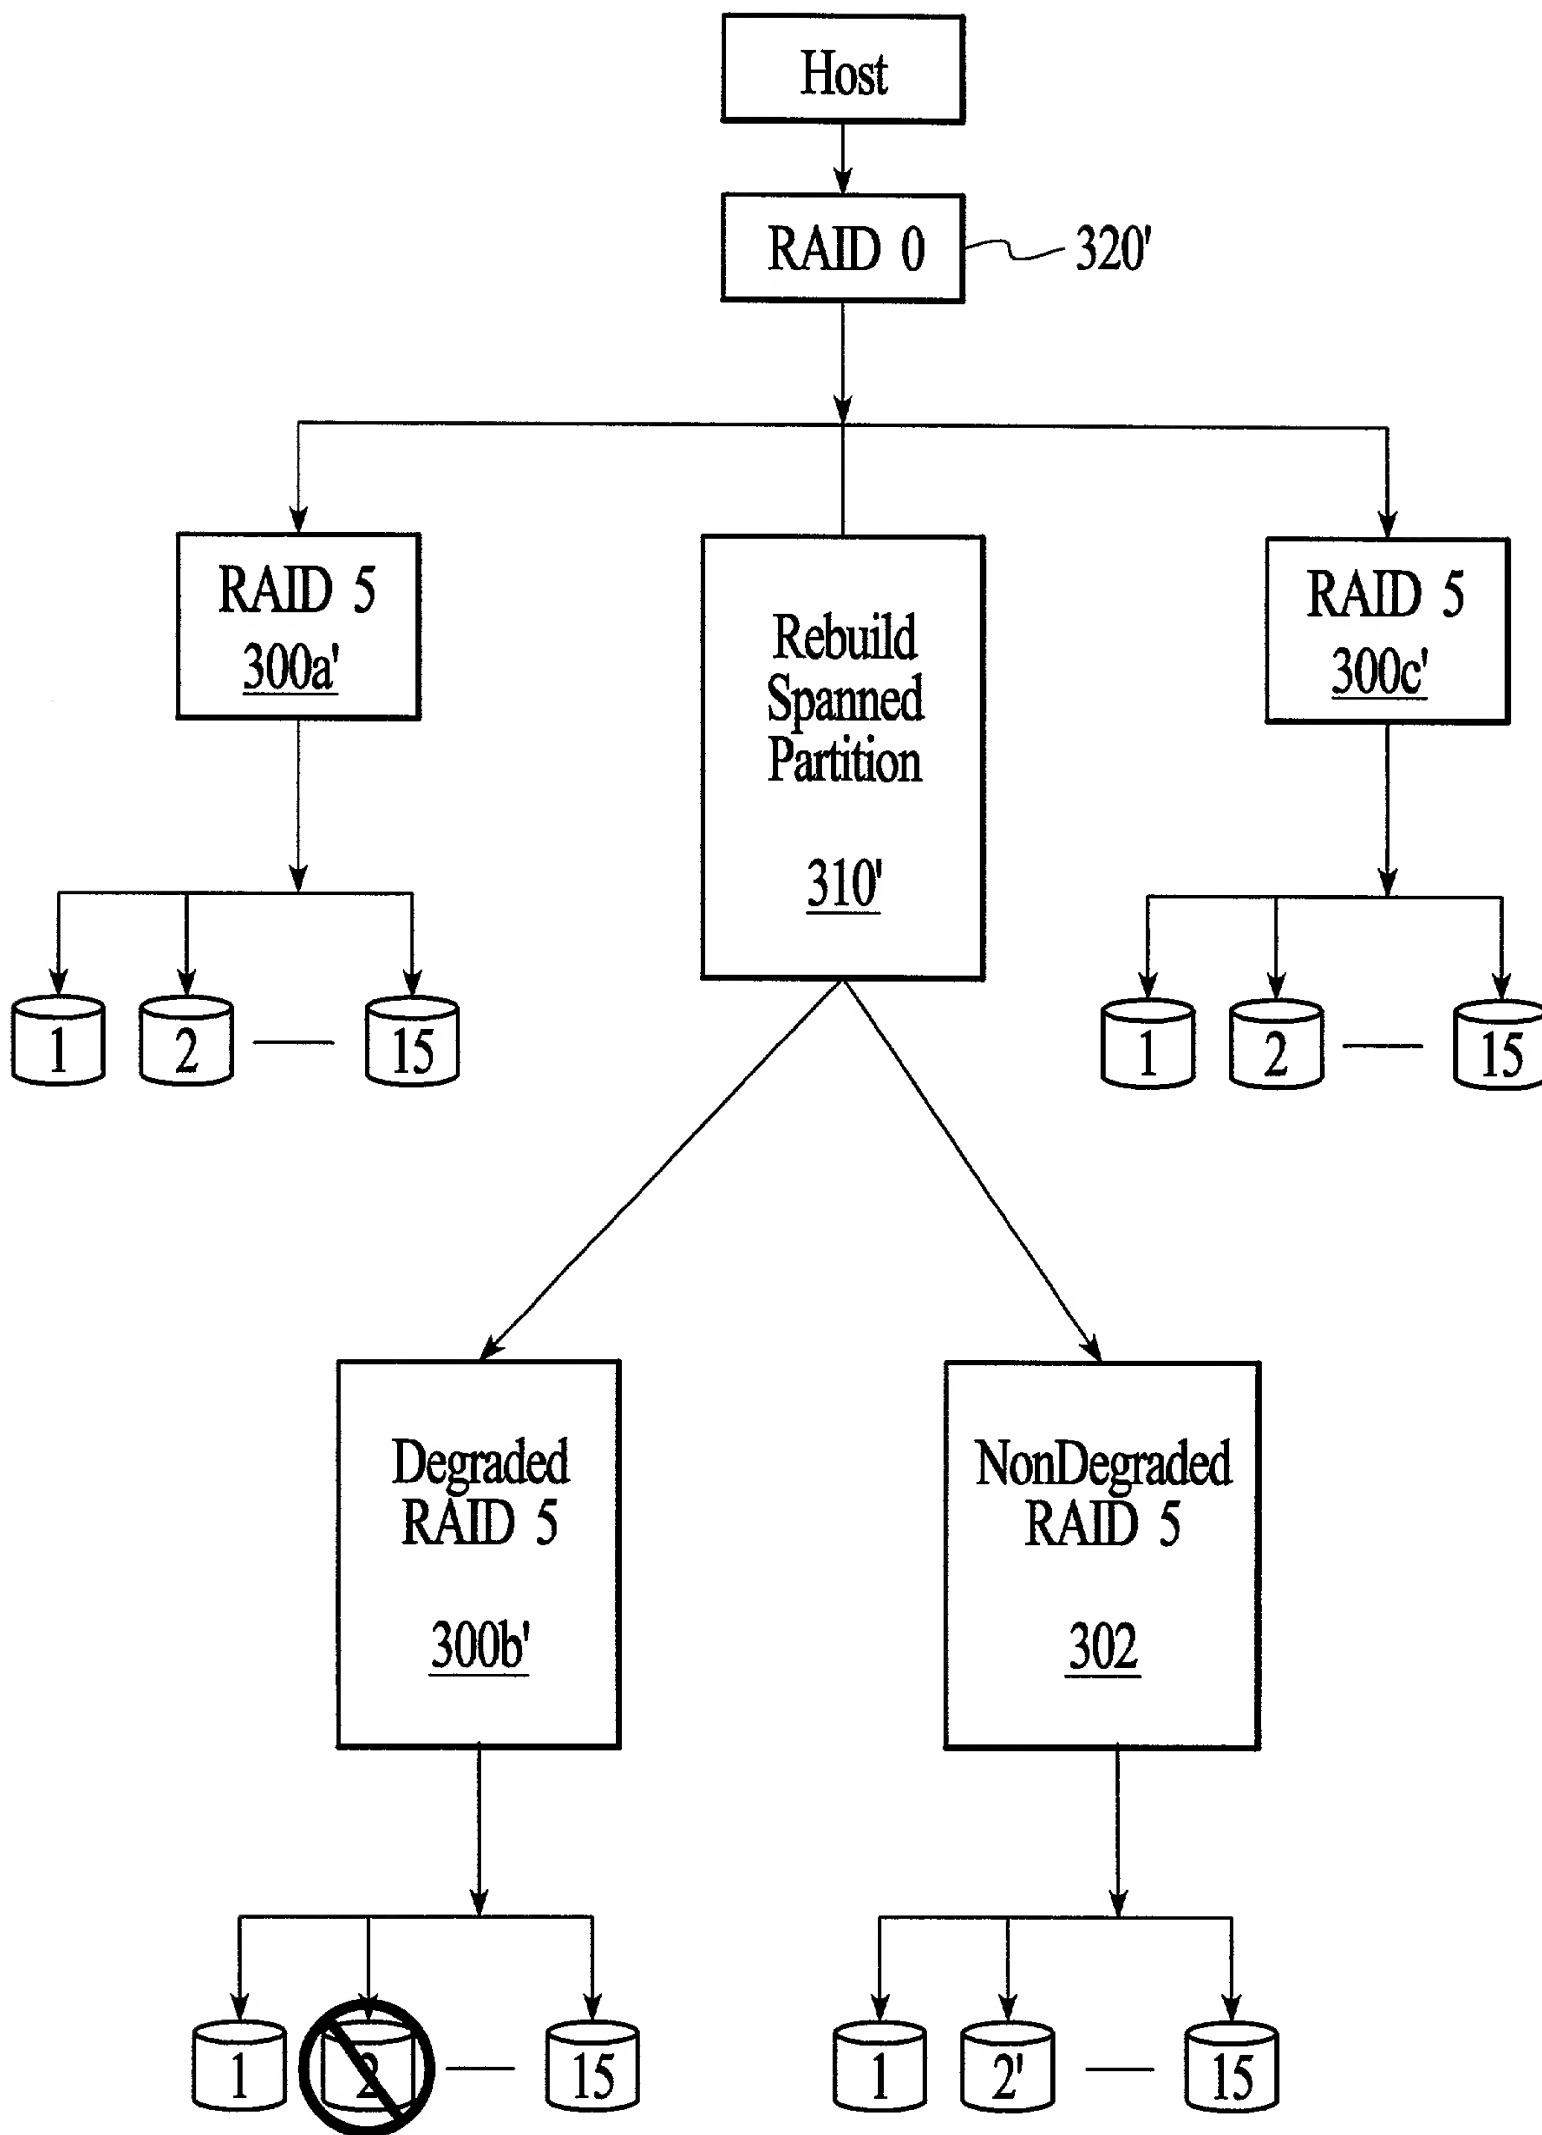 Host
RAID 0
320'
RAID 5
300a'
Rebuild
Spanned
Partition
310'
RAID 5
300c'
1
2
15
1
2
15
Degraded
RAID 5
300b'
NonDegraded
RAID 5
302
1
2
15
1
2'
15